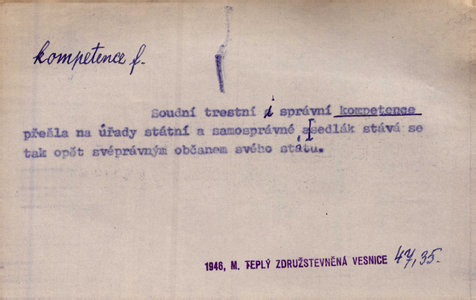 kompetence f.
Soudní trestní i správní kompetence
přešla na úřady státní a samosprávné, sedlák stává se
tak opět svéprávným občanem svého státu.
1946, M. TEPLÝ ZDRUŽSTEVNĚNÁ VESNICE 47,35.